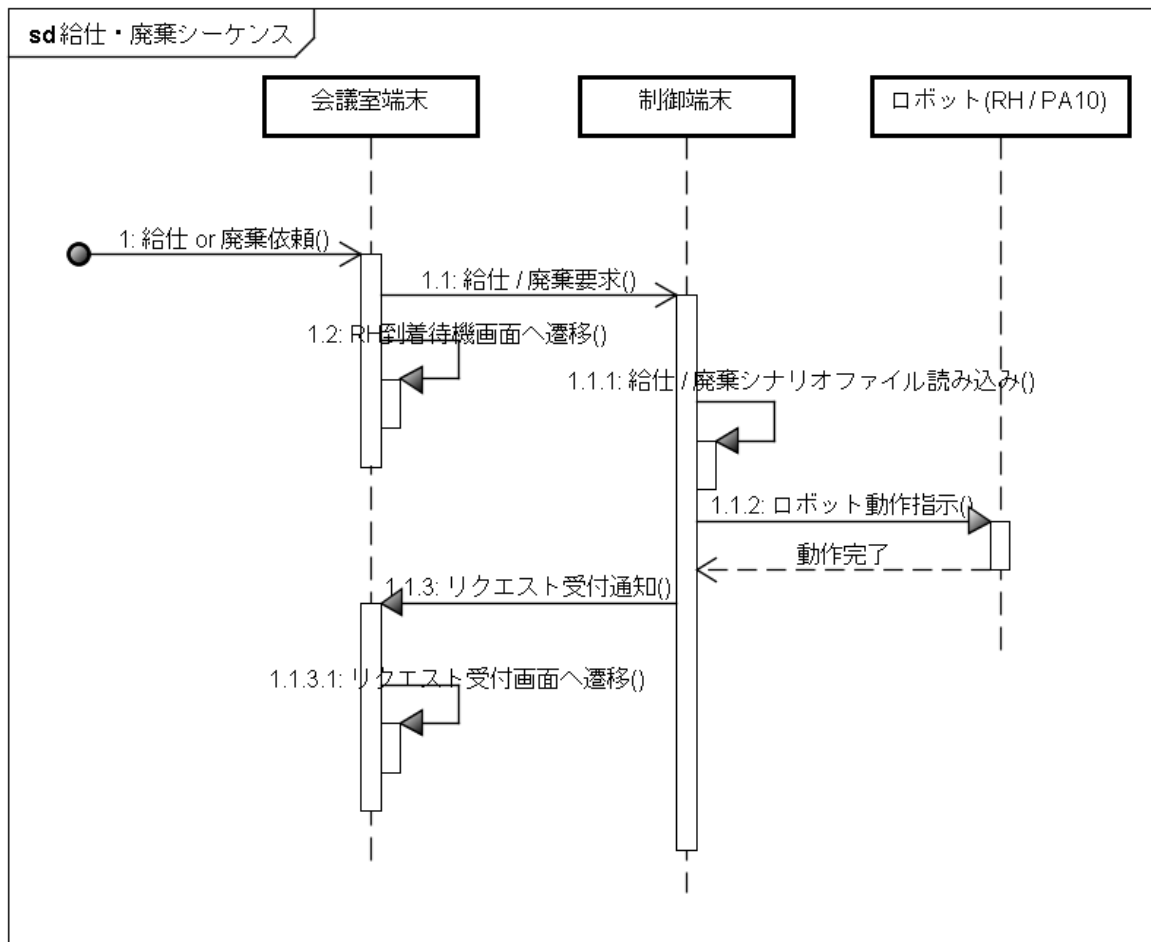 sd 給仕・廃棄シーケンス
会議室端末
制御端末
ロボット(RH / PA10)
1: 給仕 or 廃棄依頼()
1.1: 給仕 / 廃棄要求()
1.2: RH到着待機画面へ遷移()
1.1.1: 給仕 / 廃棄シナリオファイル読み込み()
1.1.2: ロボット動作指示()
動作完了
1.1.3: リクエスト受付通知()
1.1.3.1: リクエスト受付画面へ遷移()